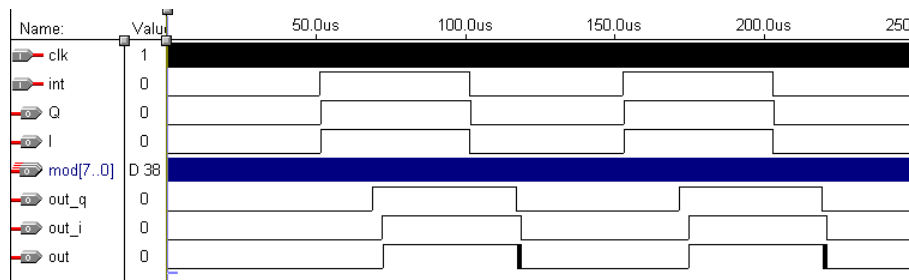 Name: Value 50.0us 100.0us 150.0us 200.0us 250
clk 1
int 0
Q 0
I 0
mod[7..0] D 38
out_q 0
out_i 0
out 0